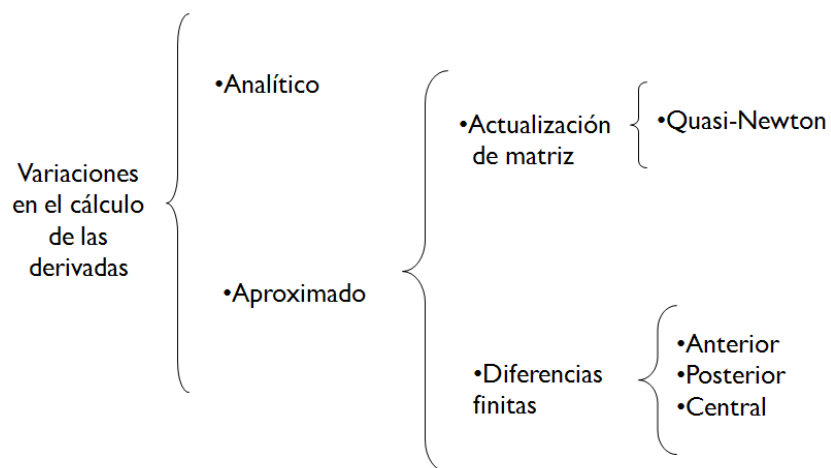 Variaciones
en el cálculo
de las
derivadas
•Analítico
•Aproximado
•Actualización
de matriz
•Quasi-Newton
•Diferencias
finitas
•Anterior
•Posterior
•Central